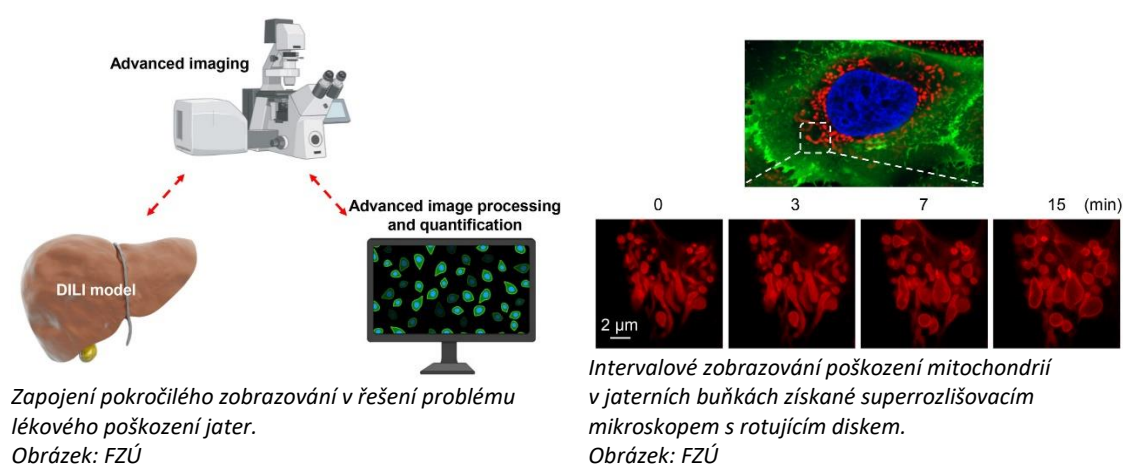 Advanced imaging
Advanced image processing
and quantification
DILI model
Zapojení pokročilého zobrazování v řešení problému
lékového poškození jater.
Obrázek: FZÚ
0 3 7 15 (min)
2 µm
Intervalové zobrazování poškození mitochondrií
v jaterních buňkách získané superrozlišovacím
mikroskopem s rotujícím diskem.
Obrázek: FZÚ